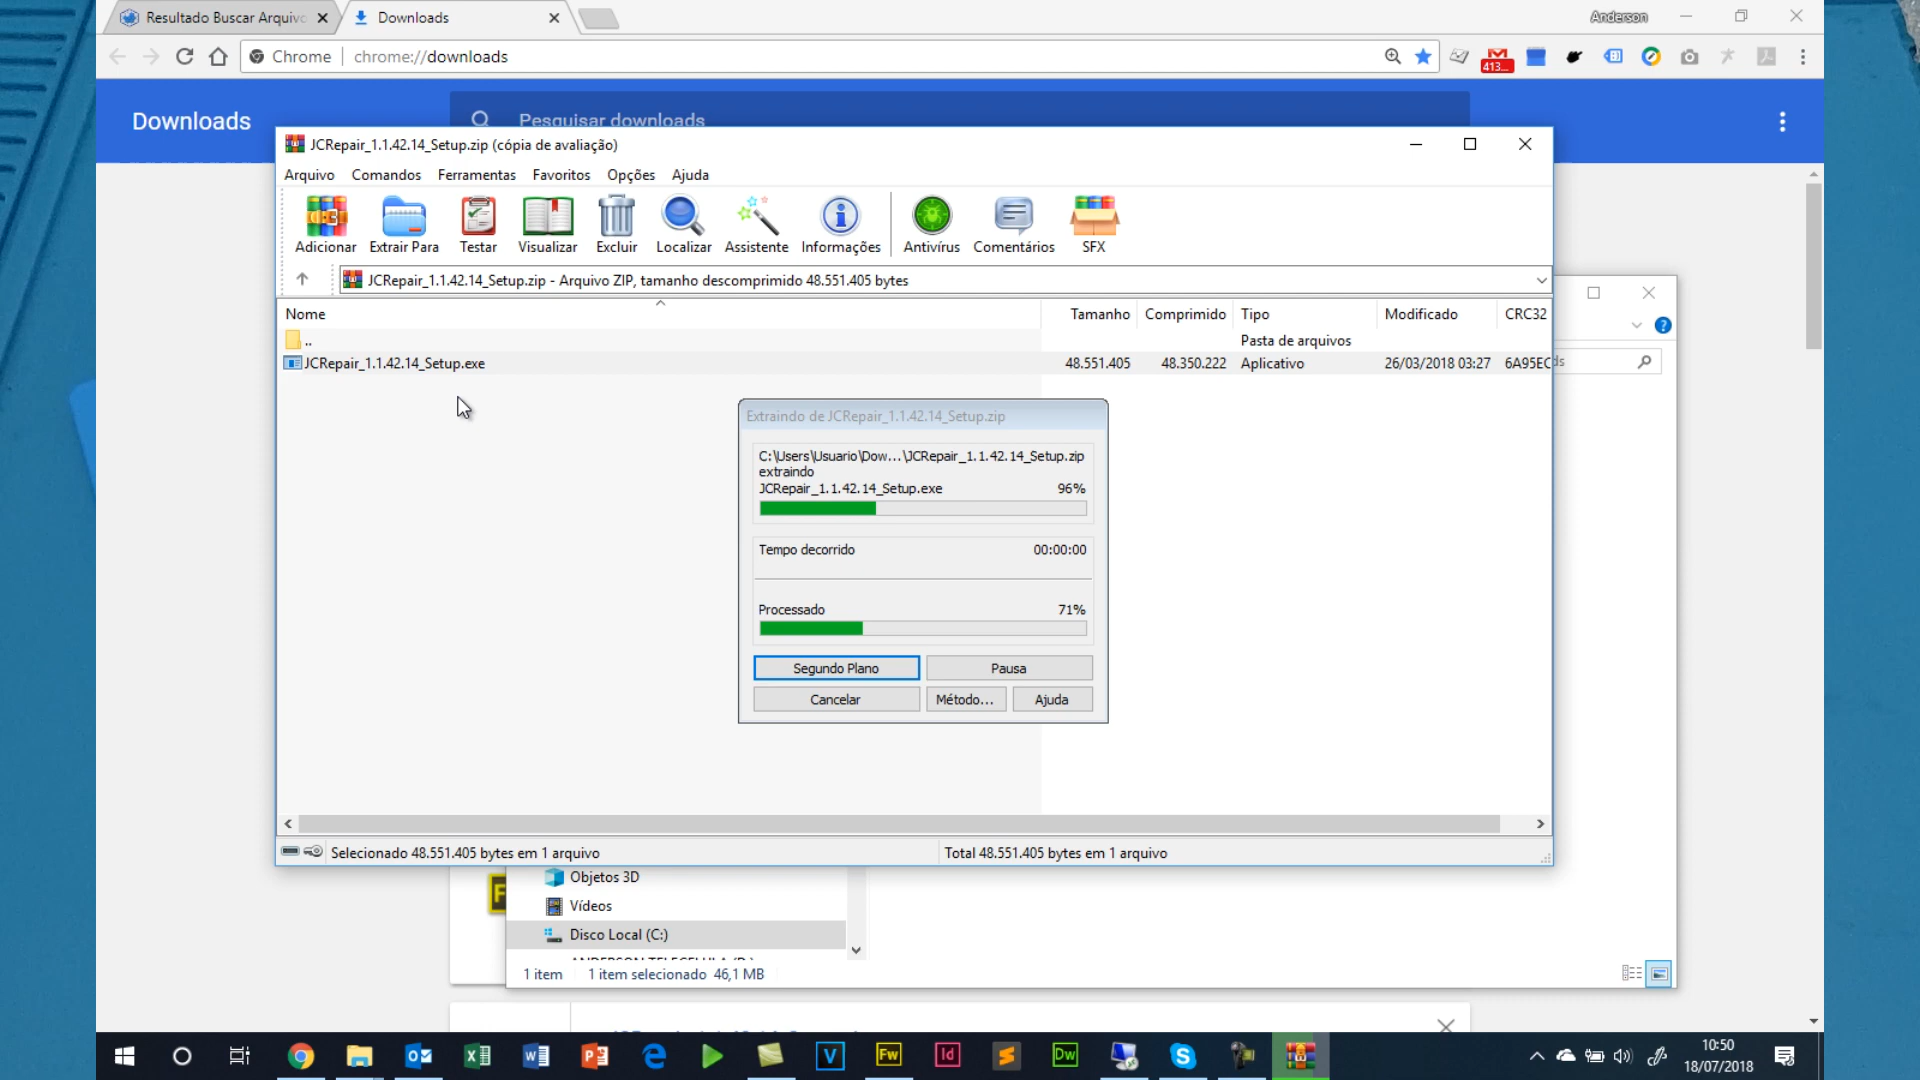 Resultado Buscar Arquivo
Downloads
Anderson
Chrome
chrome://downloads
413...
Downloads
Pesquisar downloads
JCRepair_1.1.42.14_Setup.zip (cópia de avaliação)
Arquivo Comandos Ferramentas Favoritos Opções Ajuda
Adicionar Extrair Para Testar Visualizar Excluir Localizar Assistente Informações Antivírus Comentários SFX
JCRepair_1.1.42.14_Setup.zip - Arquivo ZIP, tamanho descomprimido 48.551.405 bytes
Nome Tamanho Comprimido Tipo Modificado CRC32
.. Pasta de arquivos
JCRepair_1.1.42.14_Setup.exe 48.551.405 48.350.222 Aplicativo 26/03/2018 03:27 6A95EC
ds
Extraindo de JCRepair_1.1.42.14_Setup.zip
C:\Users\Usuario\Dow...\JCRepair_1.1.42.14_Setup.zip
extraindo
JCRepair_1.1.42.14_Setup.exe 96%
Tempo decorrido 00:00:00
Processado 71%
Segundo Plano Pausa
Cancelar Método... Ajuda
Selecionado 48.551.405 bytes em 1 arquivo Total 48.551.405 bytes em 1 arquivo
Objetos 3D
Vídeos
Disco Local (C:)
1 item 1 item selecionado 46,1 MB
10:50
18/07/2018